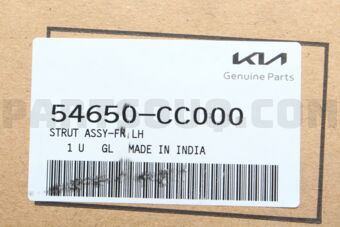 KIA
Genuine Parts
54650-CC000
STRUT ASSY-FR, LH
1 U GL MADE IN INDIA